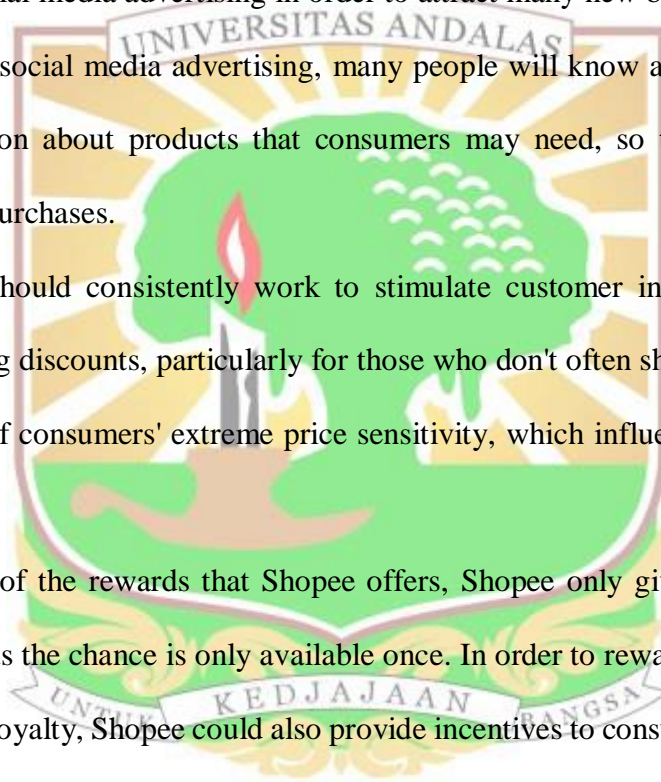 ial media advertising in order to attract many new b
UNIVERSITAS ANDALAS
social media advertising, many people will know a
on about products that consumers may need, so
urchases.
hould consistently work to stimulate customer in
g discounts, particularly for those who don't often sh
f consumers' extreme price sensitivity, which influe
of the rewards that Shopee offers, Shopee only gi
s the chance is only available once. In order to rewa
UNTUK KEDJAJAAN BANGSA
oyalty, Shopee could also provide incentives to cons